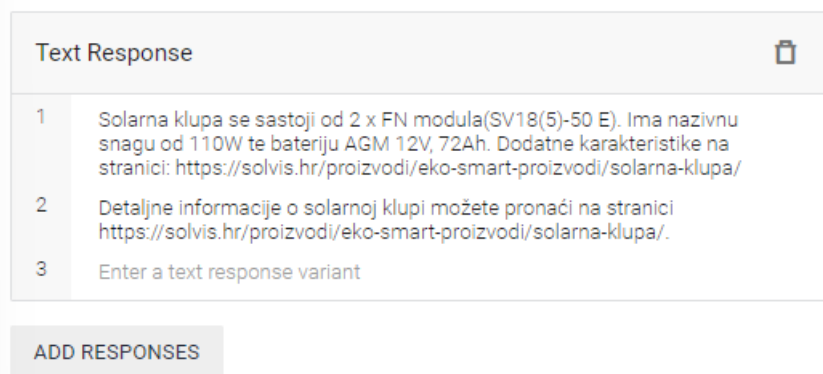 Text Response
1 Solarna klupa se sastoji od 2 x FN modula(SV18(5)-50 E). Ima nazivnu
snagu od 110W te bateriju AGM 12V, 72Ah. Dodatne karakteristike na
stranici: https://solvis.hr/proizvodi/eko-smart-proizvodi/solarna-klupa/
2 Detaljne informacije o solarnoj klupi možete pronaći na stranici
https://solvis.hr/proizvodi/eko-smart-proizvodi/solarna-klupa/.
3 Enter a text response variant
ADD RESPONSES